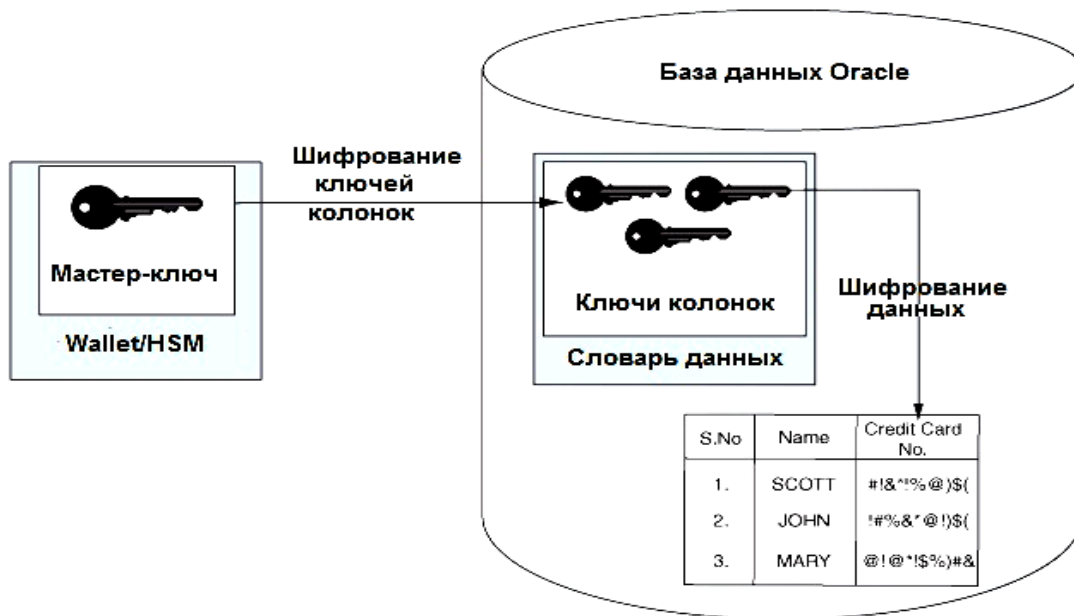 База данных Oracle
Шифрование
ключей
колонок
Мастер-ключ
Wallet/HSM
Ключи колонок
Словарь данных
Шифрование
данных
S.No Name Credit Card
No.
1. SCOTT #!&*!%@)$(
2. JOHN !#%&*@!)$(
3. MARY @!@*!$%)#&